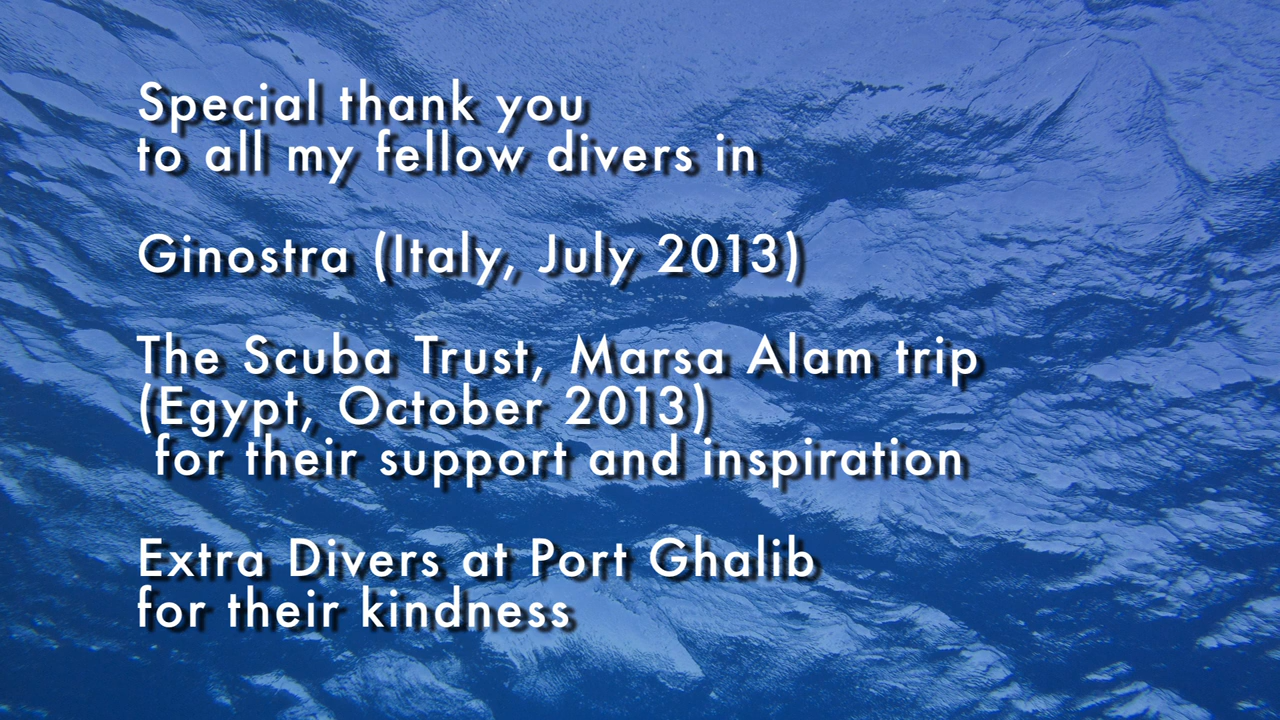 Special thank you
to all my fellow divers in
Ginostra (Italy, July 2013)
The Scuba Trust, Marsa Alam trip
(Egypt, October 2013)
for their support and inspiration
Extra Divers at Port Ghalib
for their kindness